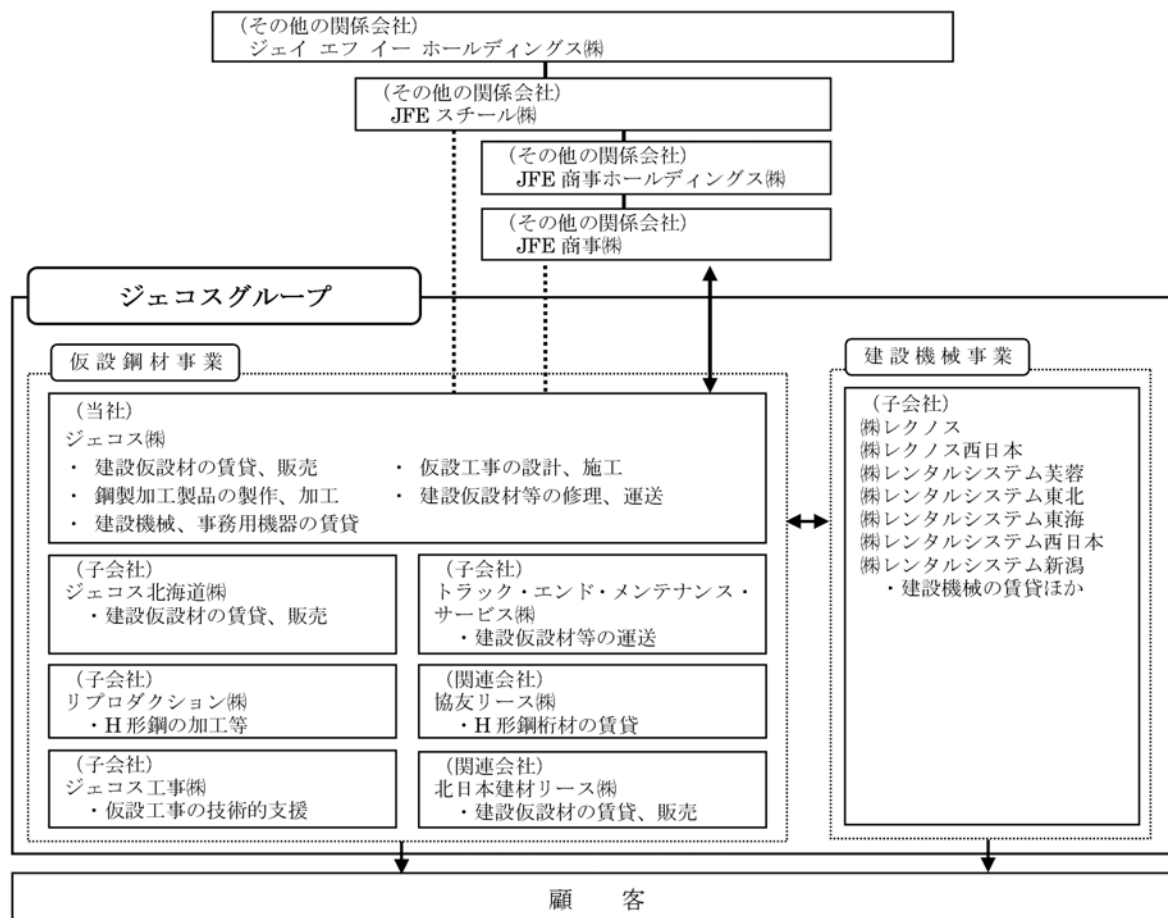 （その他の関係会社）
ジェイ エフ イー ホールディングス㈱
（その他の関係会社）
JFE スチール㈱
（その他の関係会社）
JFE 商事ホールディングス㈱
（その他の関係会社）
JFE 商事㈱
ジェコスグループ
仮設鋼材事業
（当社）
ジェコス㈱
・ 建設仮設材の賃貸、販売
・ 仮設工事の設計、施工
・ 鋼製加工製品の製作、加工
・ 建設仮設材等の修理、運送
・ 建設機械、事務用機器の賃貸
（子会社）
ジェコス北海道㈱
・建設仮設材の賃貸、販売
（子会社）
トラック・エンド・メンテナンス・
サービス㈱
・建設仮設材等の運送
（子会社）
リプロダクション㈱
・H 形鋼の加工等
（関連会社）
協友リース㈱
・H 形鋼桁材の賃貸
（子会社）
ジェコス工事㈱
・仮設工事の技術的支援
（関連会社）
北日本建材リース㈱
・建設仮設材の賃貸、販売
建設機械事業
（子会社）
㈱レクノス
㈱レクノス西日本
㈱レンタルシステム芙蓉
㈱レンタルシステム東北
㈱レンタルシステム東海
㈱レンタルシステム西日本
㈱レンタルシステム新潟
・建設機械の賃貸ほか
顧 客